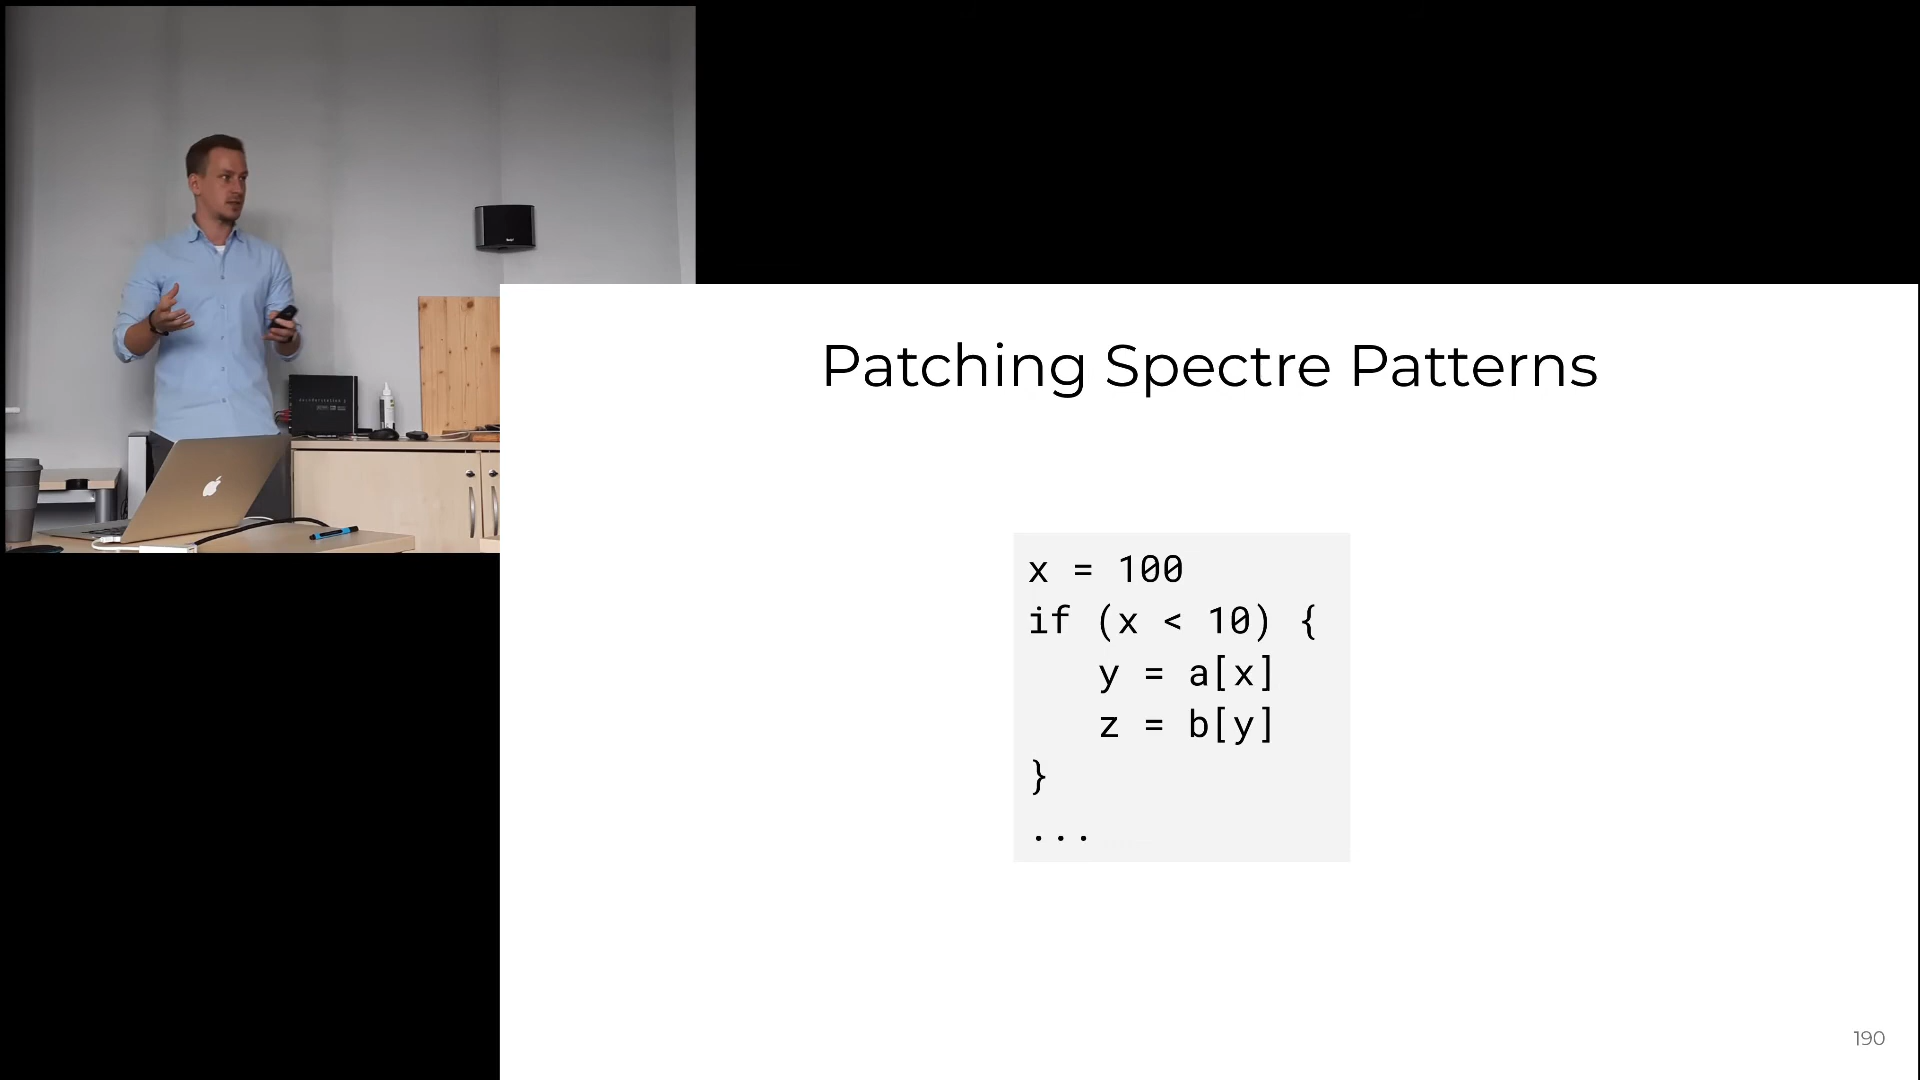 Patching Spectre Patterns
x = 100
if (x < 10) {
    y = a[x]
    z = b[y]
}
...
190